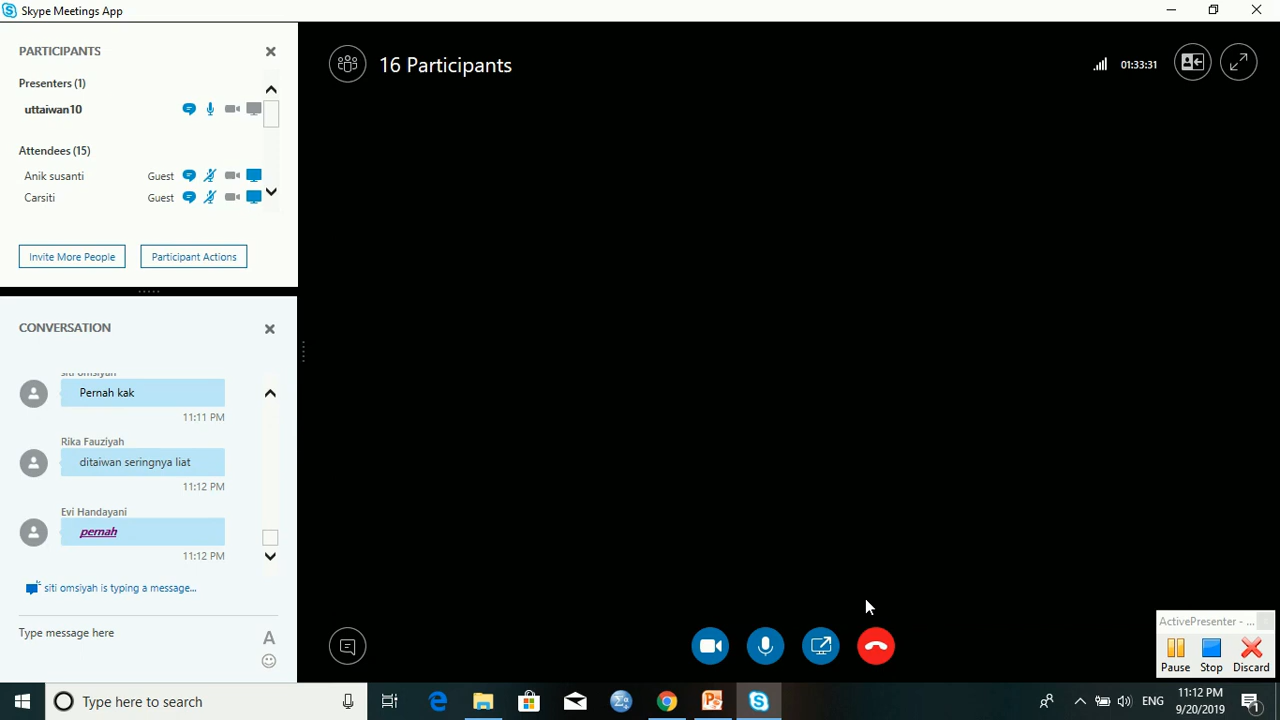 Skype Meetings App
PARTICIPANTS
Presenters (1)
uttaiwan10
Attendees (15)
Anik susanti Guest
Carsiti Guest
Invite More People Participant Actions
16 Participants
01:33:31
CONVERSATION
siti omsiyah
Pernah kak
11:11 PM
Rika Fauziyah
ditaiwan seringnya liat
11:12 PM
Evi Handayani
pernah
11:12 PM
siti omsiyah is typing a message...
Type message here
A
ActivePresenter - ...
Pause Stop Discard
Type here to search
ENG
11:12 PM
9/20/2019
1